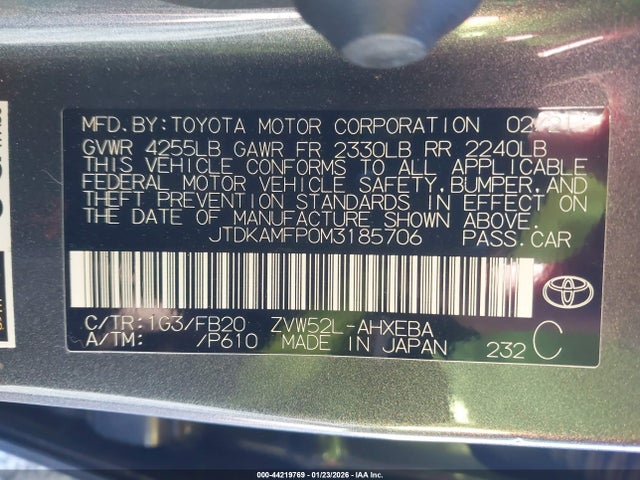 MFD.BY:TOYOTA MOTOR CORPORATION 02/21
GVWR 4255LB GAWR FR 2330LB RR 2240LB
THIS VEHICLE CONFORMS TO ALL APPLICABLE
FEDERAL MOTOR VEHICLE SAFETY,BUMPER,AND
THEFT PREVENTION STANDARDS IN EFFECT ON
THE DATE OF MANUFACTURE SHOWN ABOVE.
JTDKAMFP0M3185706 PASS.CAR
C/TR:1G3/FB20 ZVW52L-AHXEBA
A/TM: /P610 MADE IN JAPAN 232 C
000-44219769 - 01/23/2026 - IAA Inc.